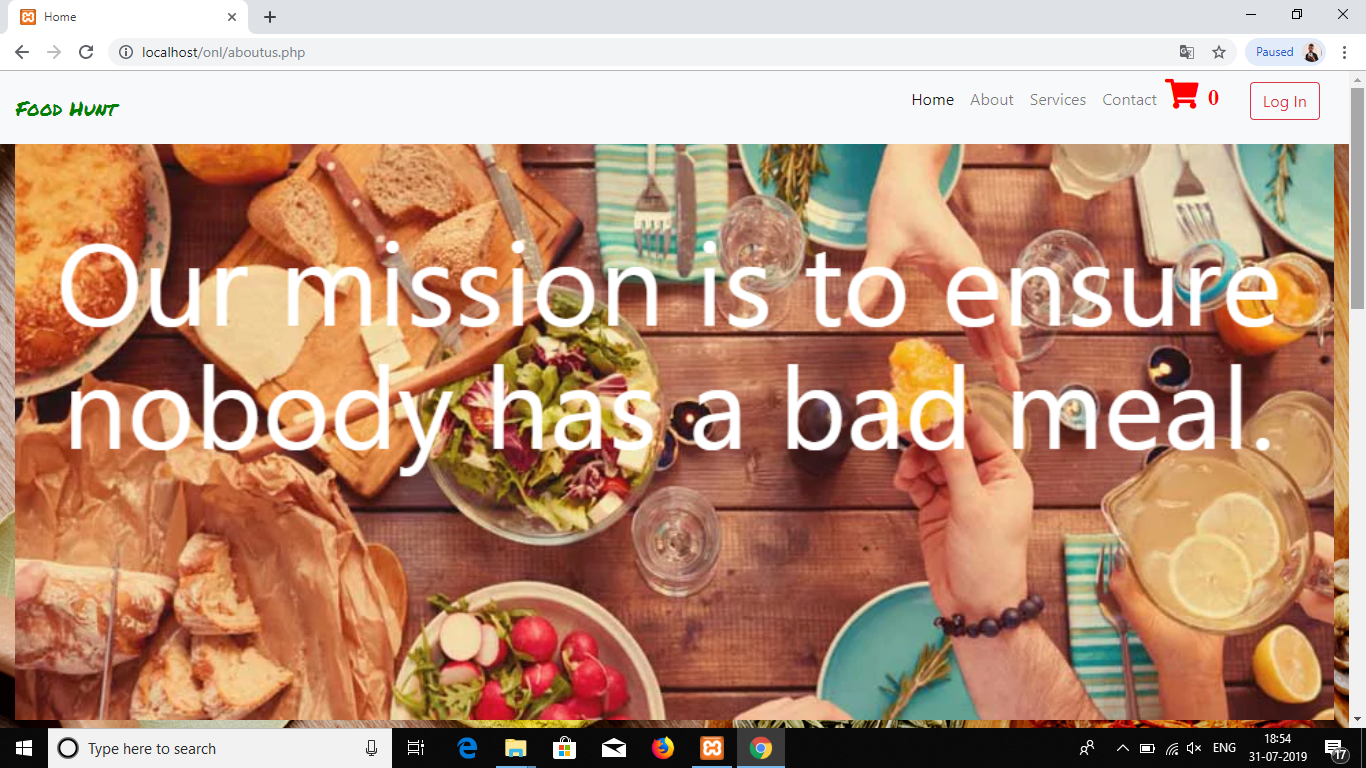 Home
localhost/onl/aboutus.php
Paused
Food Hunt
Home About Services Contact 0 Log In
Our mission is to ensure
nobody has a bad meal.
Type here to search
ENG
18:54
31-07-2019
17